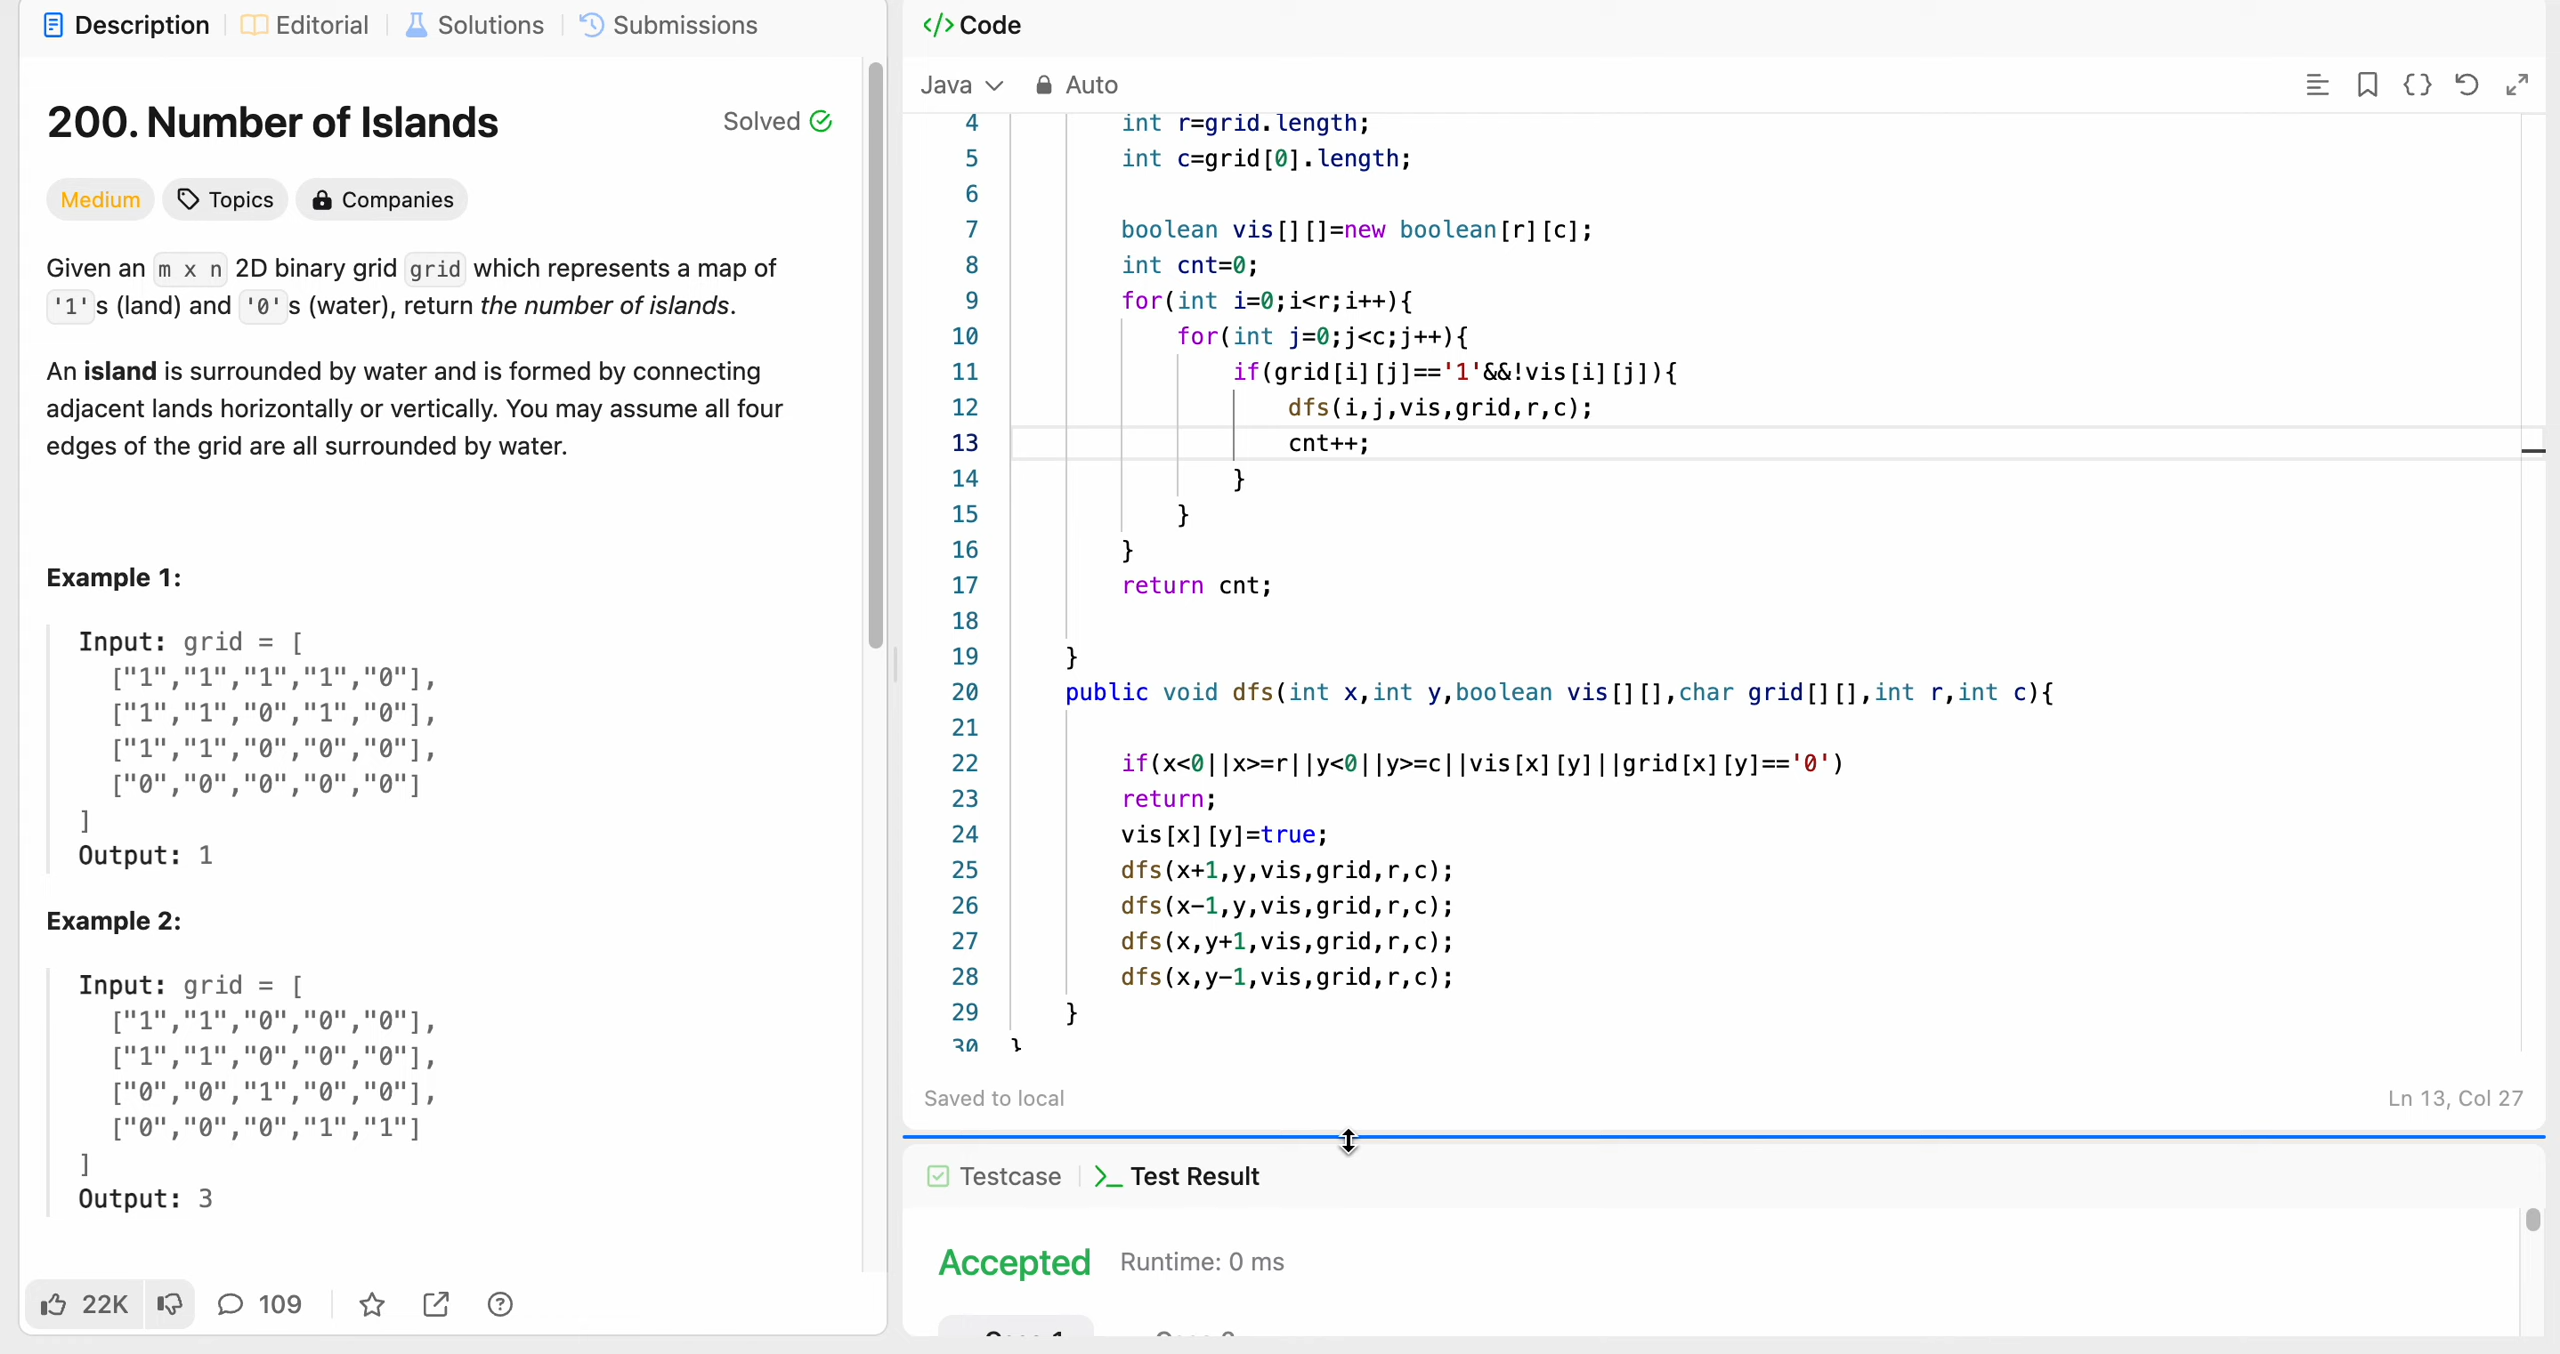 Description
Editorial
Solutions
Submissions
200. Number of Islands
Solved
Medium
Topics
Companies
Given an m x n 2D binary grid grid which represents a map of
'1's (land) and '0's (water), return the number of islands.
An island is surrounded by water and is formed by connecting
adjacent lands horizontally or vertically. You may assume all four
edges of the grid are all surrounded by water.
Example 1:
Input: grid = [
["1","1","1","1","0"],
["1","1","0","1","0"],
["1","1","0","0","0"],
["0","0","0","0","0"]
]
Output: 1
Example 2:
Input: grid = [
["1","1","0","0","0"],
["1","1","0","0","0"],
["0","0","1","0","0"],
["0","0","0","1","1"]
]
Output: 3
22K
109
</> Code
Java
Auto
4 int r=grid.length;
5 int c=grid[0].length;
6
7 boolean vis[][]=new boolean[r][c];
8 int cnt=0;
9 for(int i=0;i<r;i++){
10 for(int j=0;j<c;j++){
11 if(grid[i][j]=='1'&&!vis[i][j]){
12 dfs(i,j,vis,grid,r,c);
13 cnt++;
14 }
15 }
16 }
17 return cnt;
18
19 }
20 public void dfs(int x,int y,boolean vis[][],char grid[][],int r,int c){
21
22 if(x<0||x>=r||y<0||y>=c||vis[x][y]||grid[x][y]=='0')
23 return;
24 vis[x][y]=true;
25 dfs(x+1,y,vis,grid,r,c);
26 dfs(x-1,y,vis,grid,r,c);
27 dfs(x,y+1,vis,grid,r,c);
28 dfs(x,y-1,vis,grid,r,c);
29 }
30 }
Saved to local
Ln 13, Col 27
Testcase
Test Result
Accepted
Runtime: 0 ms